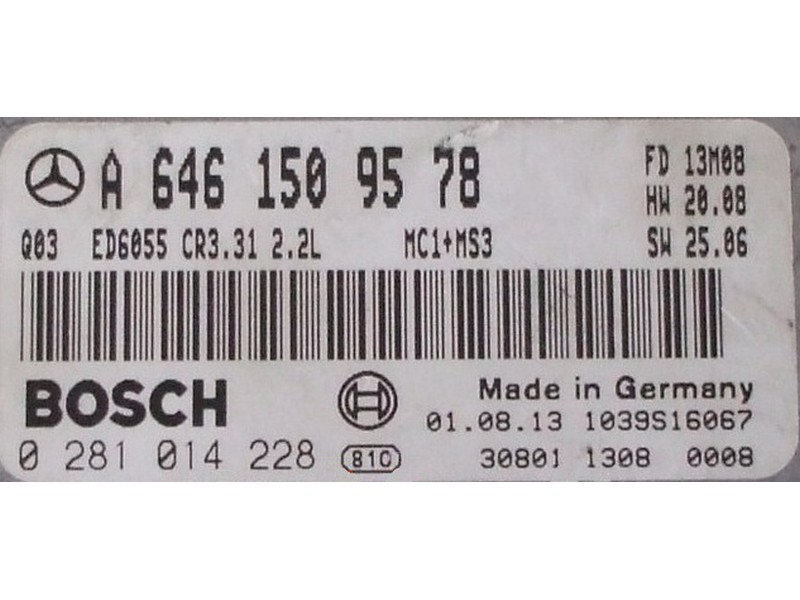 A 646 150 95 78
FD 13M08
HW 20.08
SW 25.06
Q03 ED6055 CR3.31 2.2L MC1+MS3
BOSCH
Made in Germany
01.08.13 1039S16067
0 281 014 228 810 30801 1308 0008